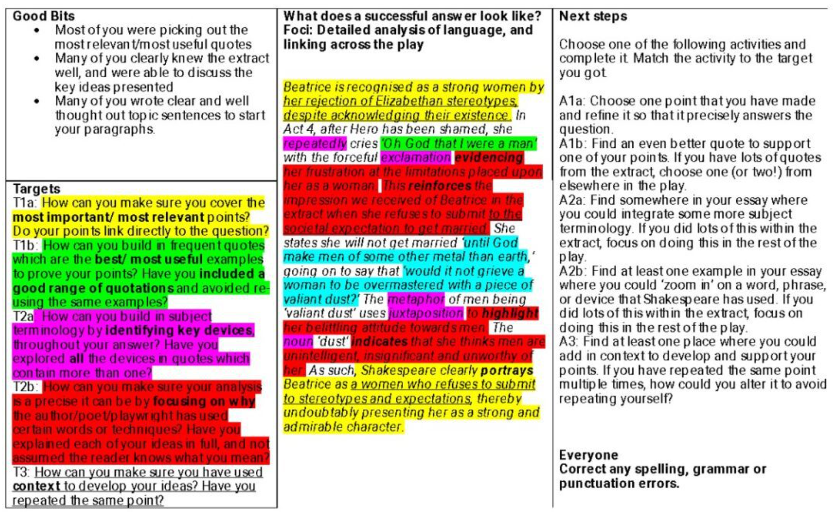 Good Bits
• Most of you were picking out the
most relevant/most useful quotes
• Many of you clearly knew the extract
well, and were able to discuss the
key ideas presented
• Many of you wrote clear and well
thought out topic sentences to start
your paragraphs.
Targets
T1a: How can you make sure you cover the
most important/ most relevant points?
Do your points link directly to the question?
T1b: How can you build in frequent quotes
which are the best/ most useful examples
to prove your points? Have you included a
good range of quotations and avoided re-
using the same examples?
T2a: How can you build in subject
terminology by identifying key devices,
throughout your answer? Have you
explored all the devices in quotes which
contain more than one?
T2b: How can you make sure your analysis
is a precise it can be by focusing on why
the author/poet/playwright has used
certain words or techniques? Have you
explained each of your ideas in full, and not
assumed the reader knows what you mean?
T3: How can you make sure you have used
context to develop your ideas? Have you
repeated the same point?
What does a successful answer look like?
Foci: Detailed analysis of language, and
linking across the play
Beatrice is recognised as a strong women by
her rejection of Elizabethan stereotypes,
despite acknowledging their existence. In
Act 4, after Hero has been shamed, she
repeatedly cries 'Oh God that I were a man'
with the forceful exclamation evidencing
her frustration at the limitations placed upon
her as a woman. This reinforces the
impression we received of Beatrice in the
extract when she refuses to submit to the
societal expectation to get married. She
states she will not get married 'until God
make men of some other metal than earth,'
going on to say that 'would it not grieve a
woman to be overmastered with a piece of
valiant dust?' The metaphor of men being
'valiant dust' uses juxtaposition to highlight
her belittling attitude towards men. The
noun 'dust' indicates that she thinks men are
unintelligent, insignificant and unworthy of
her. As such, Shakespeare clearly portrays
Beatrice as a women who refuses to submit
to stereotypes and expectations, thereby
undoubtably presenting her as a strong and
admirable character.
Next steps
Choose one of the following activities and
complete it. Match the activity to the target
you got.
A1a: Choose one point that you have made
and refine it so that it precisely answers the
question.
A1b: Find an even better quote to support
one of your points. If you have lots of quotes
from the extract, choose one (or two!) from
elsewhere in the play.
A2a: Find somewhere in your essay where
you could integrate some more subject
terminology. If you did lots of this within the
extract, focus on doing this in the rest of the
play.
A2b: Find at least one example in your essay
where you could 'zoom in' on a word, phrase,
or device that Shakespeare has used. If you
did lots of this within the extract, focus on
doing this in the rest of the play.
A3: Find at least one place where you could
add in context to develop and support your
points. If you have repeated the same point
multiple times, how could you alter it to avoid
repeating yourself?
Everyone
Correct any spelling, grammar or
punctuation errors.